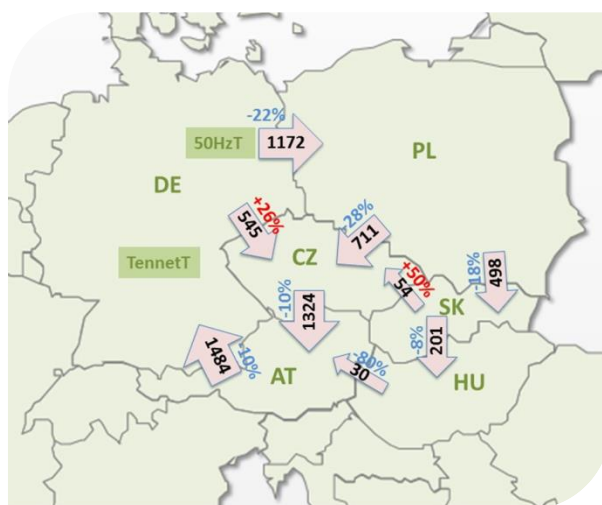 -22%
50HzT
1172
PL
DE
+26%
545
-28%
711
CZ
TennetT
+50%
54
-18%
498
SK
-10%
1324
-8%
201
1484
-10%
AT
-80%
30
HU